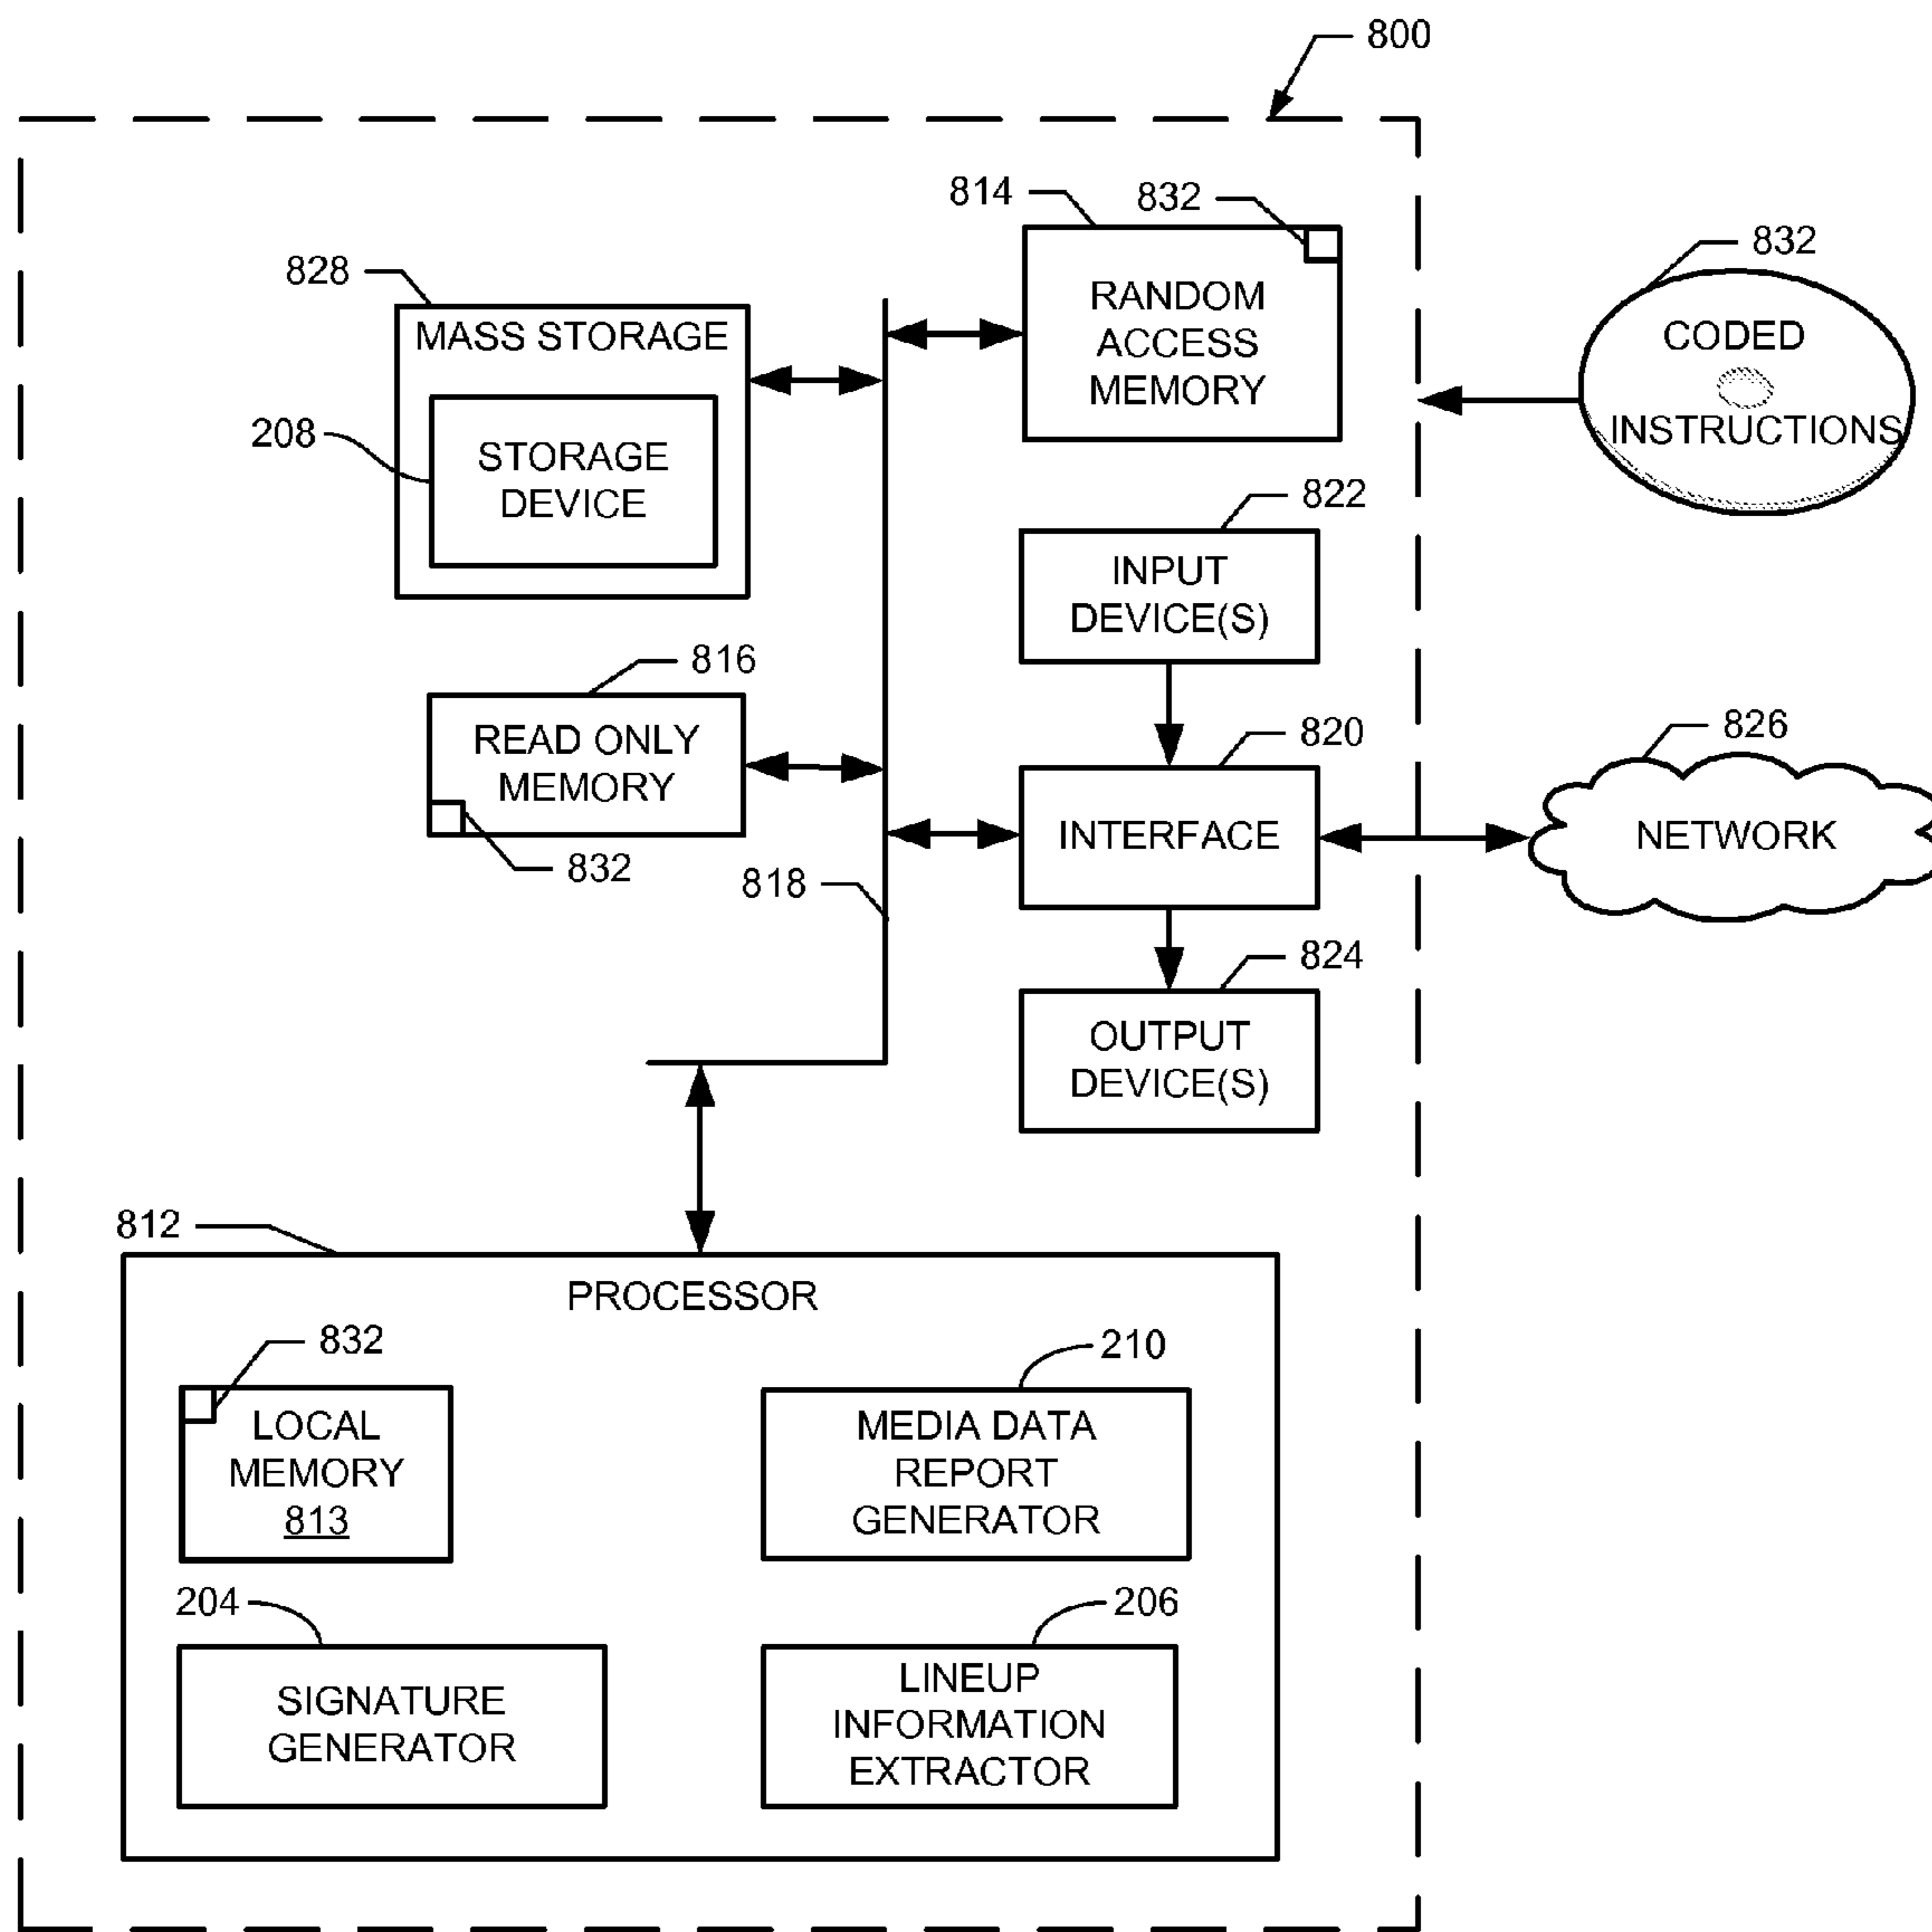 800
814
832
828
MASS STORAGE
208
STORAGE
DEVICE
RANDOM
ACCESS
MEMORY
832
CODED
INSTRUCTIONS
822
INPUT
DEVICE(S)
816
READ ONLY
MEMORY
832
818
820
INTERFACE
826
NETWORK
824
OUTPUT
DEVICE(S)
812
PROCESSOR
832
LOCAL
MEMORY
813
210
MEDIA DATA
REPORT
GENERATOR
204
SIGNATURE
GENERATOR
206
LINEUP
INFORMATION
EXTRACTOR